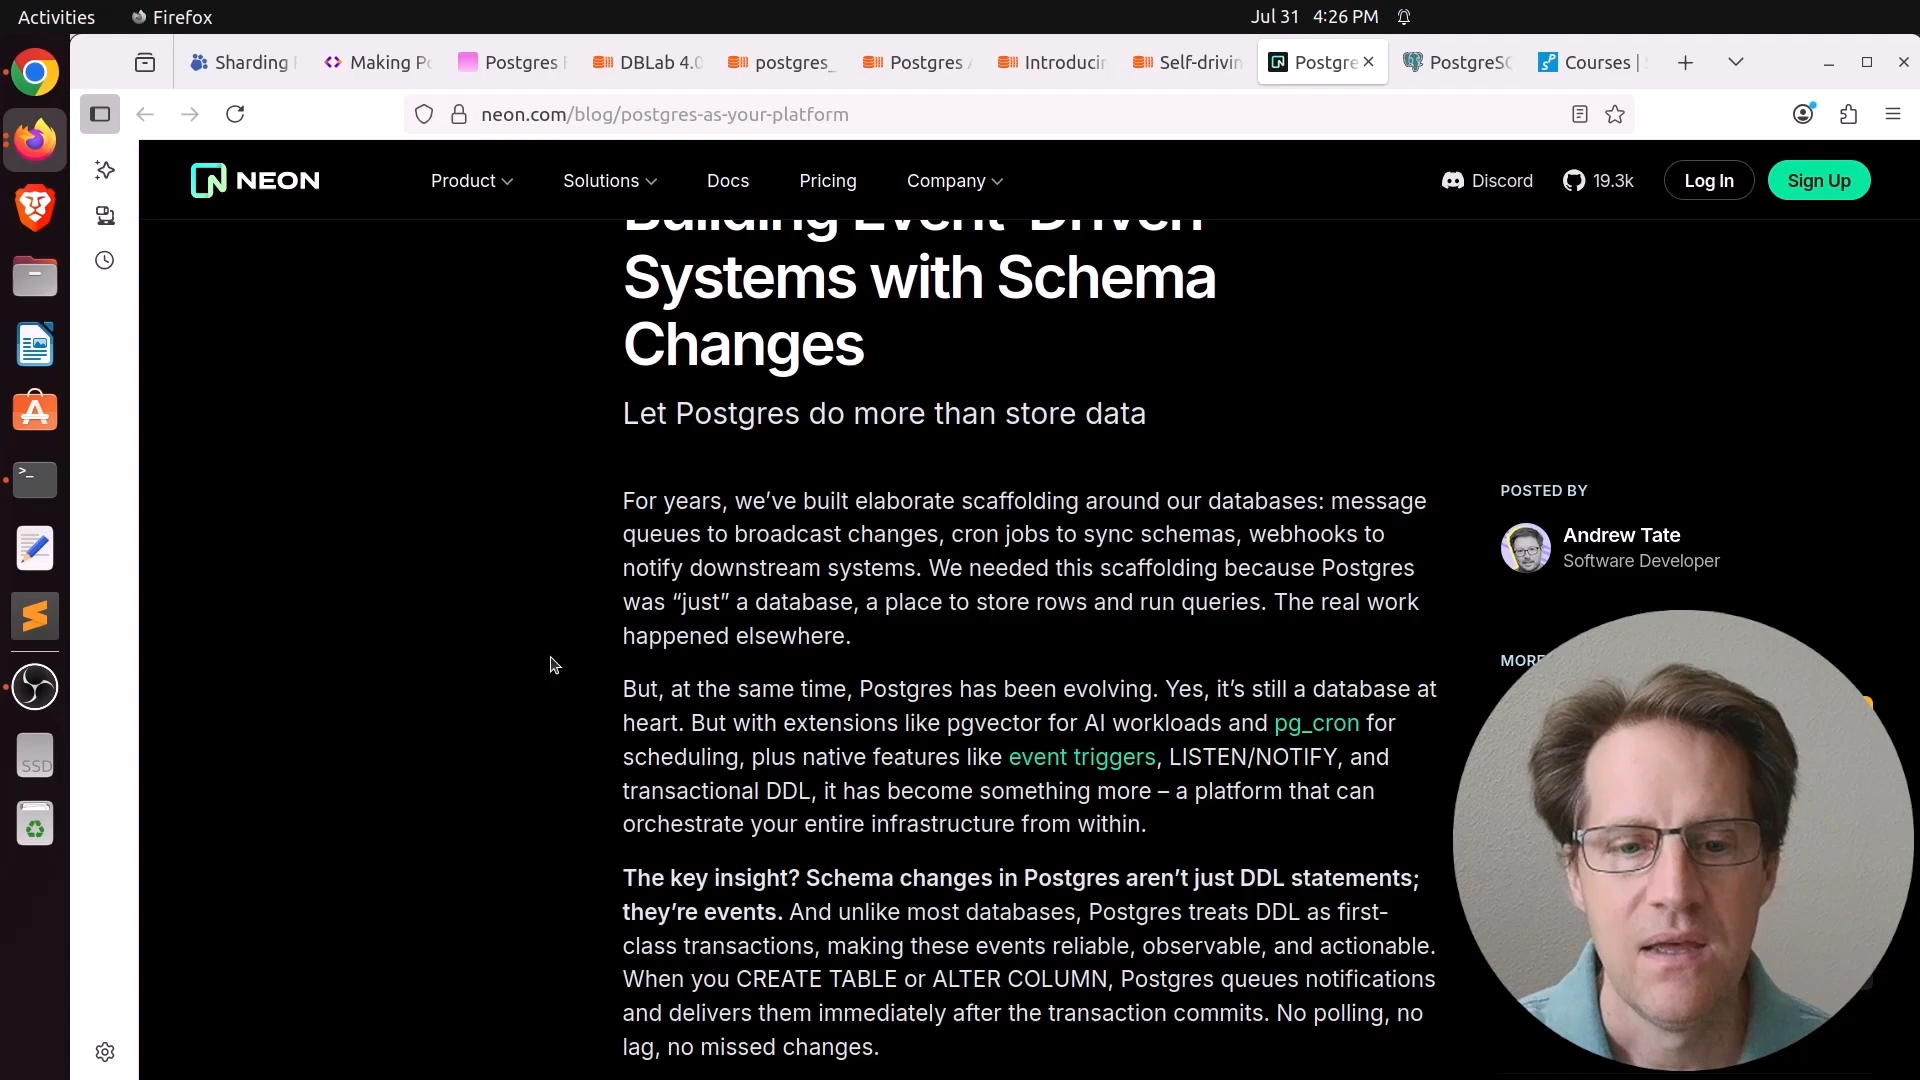 Activities
Firefox
Jul 31 4:26 PM
Sharding
Making Po
Postgres
DBLab 4.0
postgres_
Postgres
Introducin
Self-drivin
Postgre
PostgreSQ
Courses |
neon.com/blog/postgres-as-your-platform
NEON
Product
Solutions
Docs
Pricing
Company
Discord
19.3k
Log In
Sign Up
Building Event-Driven
Systems with Schema
Changes
Let Postgres do more than store data
For years, we’ve built elaborate scaffolding around our databases: message
queues to broadcast changes, cron jobs to sync schemas, webhooks to
notify downstream systems. We needed this scaffolding because Postgres
was “just” a database, a place to store rows and run queries. The real work
happened elsewhere.
But, at the same time, Postgres has been evolving. Yes, it’s still a database at
heart. But with extensions like pgvector for AI workloads and pg_cron for
scheduling, plus native features like event triggers, LISTEN/NOTIFY, and
transactional DDL, it has become something more – a platform that can
orchestrate your entire infrastructure from within.
The key insight? Schema changes in Postgres aren’t just DDL statements;
they’re events. And unlike most databases, Postgres treats DDL as first-
class transactions, making these events reliable, observable, and actionable.
When you CREATE TABLE or ALTER COLUMN, Postgres queues notifications
and delivers them immediately after the transaction commits. No polling, no
lag, no missed changes.
POSTED BY
Andrew Tate
Software Developer
MORE
SSD